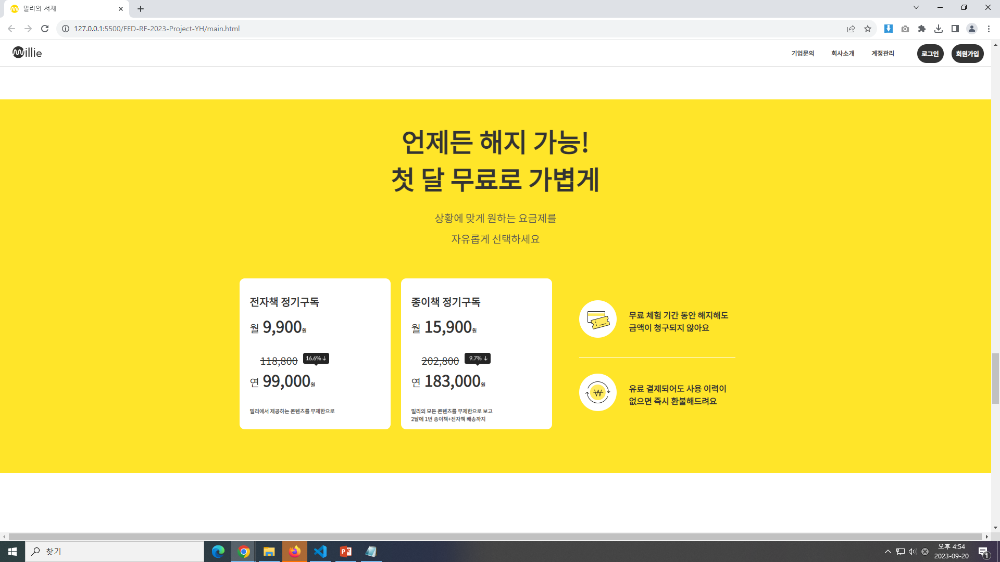 밀리의 서재
127.0.0.1:5500/FED-RF-2023-Project-YH/main.html
Millie
기업문의
회사소개
계정관리
로그인
회원가입
언제든 해지 가능!
첫 달 무료로 가볍게
상황에 맞게 원하는 요금제를
자유롭게 선택하세요
전자책 정기구독
월 9,900원
118,800 16.6%↓
연 99,000원
밀리에서 제공하는 콘텐츠를 무제한으로
종이책 정기구독
월 15,900원
202,800 9.7% ↓
연 183,000원
밀리의 모든 콘텐츠를 무제한으로 보고
2달에 1번 종이책+전자책 배송까지
무료 체험 기간 동안 해지해도
금액이 청구되지 않아요
유료 결제되어도 사용 이력이
없으면 즉시 환불해드려요
찾기
오후 4:54
2023-09-20
1